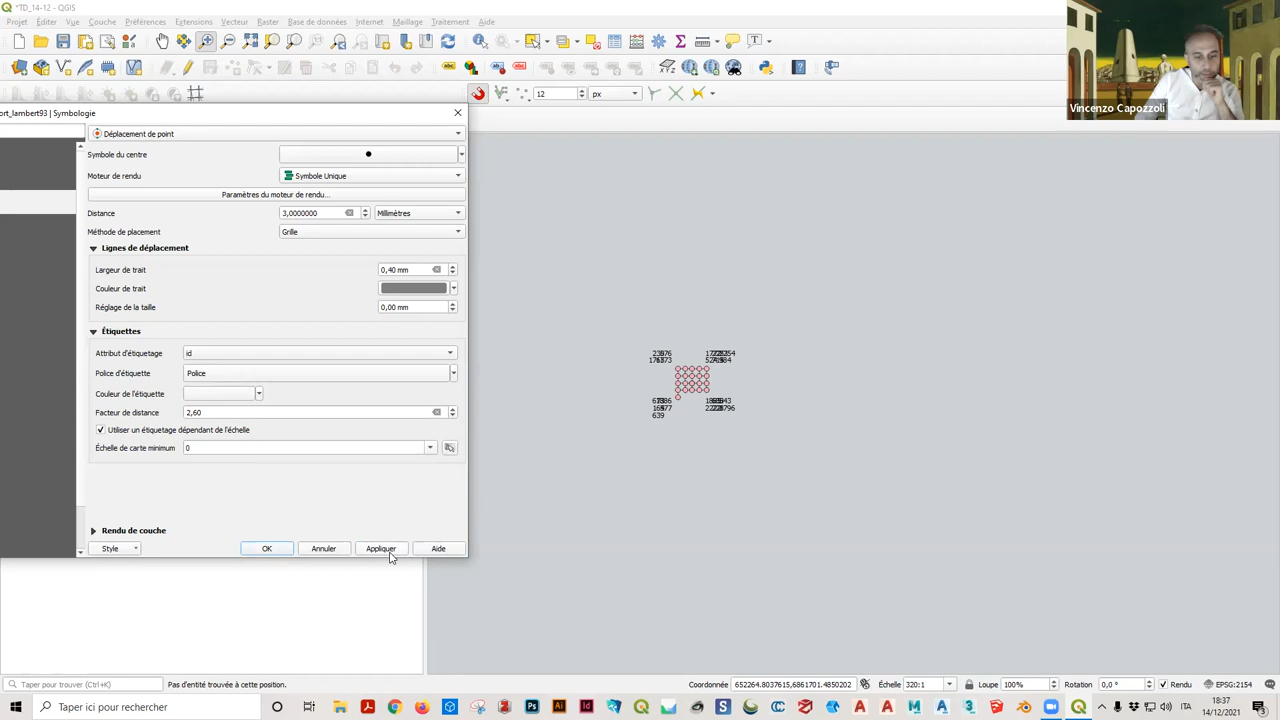 *TD_14-12 - QGIS
Projet Éditer Vue Couche Préférences Extensions Vecteur Raster Base de données Internet Maillage Traitement Aide
12 px
Vincenzo Capozzoli
ort_lambert93 | Symbologie
Déplacement de point
Symbole du centre
Moteur de rendu Symbole Unique
Paramètres du moteur de rendu...
Distance 3,0000000 Millimètres
Méthode de placement Grille
Lignes de déplacement
Largeur de trait 0,40 mm
Couleur de trait
Réglage de la taille 0,00 mm
Étiquettes
Attribut d'étiquetage id
Police d'étiquette Police
Couleur de l'étiquette
Facteur de distance 2,60
Utiliser un étiquetage dépendant de l'échelle
Échelle de carte minimum 0
639
Rendu de couche
Style OK Annuler Appliquer Aide
Taper pour trouver (Ctrl+K) Pas d'entité trouvée à cette position. Coordonnée 652264.8037615,6861701.4850202 Échelle 320:1 Loupe 100% Rotation 0,0 ° Rendu EPSG:2154
Taper ici pour rechercher Ps Ai Id ITA 18:37
14/12/2021